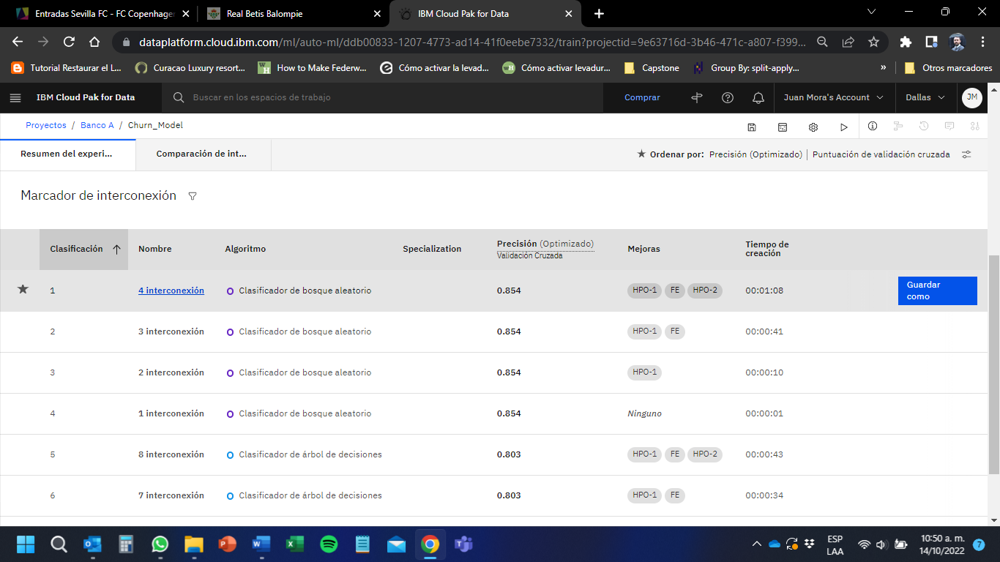 Entradas Sevilla FC - FC Copenhagen
Real Betis Balompie
IBM Cloud Pak for Data
dataplatform.cloud.ibm.com/ml/auto-ml/ddb00833-1207-4773-ad14-41f0eebe7332/train?projectid=9e63716d-3b46-471c-a807-f399...
Tutorial Restaurar el L...
Curacao Luxury resort...
How to Make Federw...
Cómo activar la levad...
Cómo activar levadur...
Capstone
Group By: split-apply...
»
Otros marcadores
IBM Cloud Pak for Data
Buscar en los espacios de trabajo
Comprar
Juan Mora's Account
Dallas
JM
Proyectos / Banco A / Churn_Model
Resumen del experi...
Comparación de int...
Ordenar por: Precisión (Optimizado) | Puntuación de validación cruzada
Marcador de interconexión
Clasificación
Nombre
Algoritmo
Specialization
Precisión (Optimizado)
Validación Cruzada
Mejoras
Tiempo de
creación
1 4 interconexión Clasificador de bosque aleatorio 0.854 HPO-1 FE HPO-2 00:01:08
Guardar
como
2 3 interconexión Clasificador de bosque aleatorio 0.854 HPO-1 FE 00:00:41
3 2 interconexión Clasificador de bosque aleatorio 0.854 HPO-1 00:00:10
4 1 interconexión Clasificador de bosque aleatorio 0.854 Ninguno 00:00:01
5 8 interconexión Clasificador de árbol de decisiones 0.803 HPO-1 FE HPO-2 00:00:43
6 7 interconexión Clasificador de árbol de decisiones 0.803 HPO-1 FE 00:00:34
ESP
LAA
10:50 a. m.
14/10/2022
7